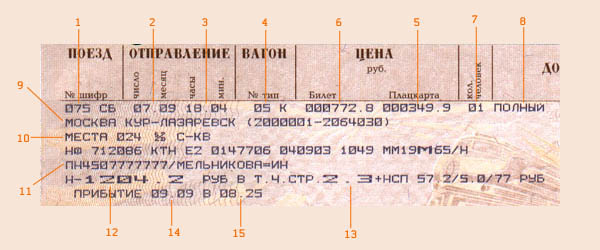 1 2 3 4 6 5 7 8
ПОЕЗД ОТПРАВЛЕНИЕ ВАГОН ЦЕНА
руб.
№ шифр число месяц часы мин. № тип Билет Плацкарта кол. человек ДО
075 СБ 07.09 18.04 05 К 000772.8 000349.9 01 ПОЛНЫЙ
9 МОСКВА КУР-ЛАЗАРЕВСК (2000001-2064030)
10 МЕСТА 024 С-КВ
НФ 712086 КТН Е2 0147706 040903 1049 ММ19М165/Н
11 ПН4507777777/МЕЛЬНИКОВА=ИН
Н-1204.2 РУБ В Т.Ч.СТР.2.3+НСП 57.2/5.0/77 РУБ
ПРИБЫТИЕ 09.09 В 08.25
12 14 15 13